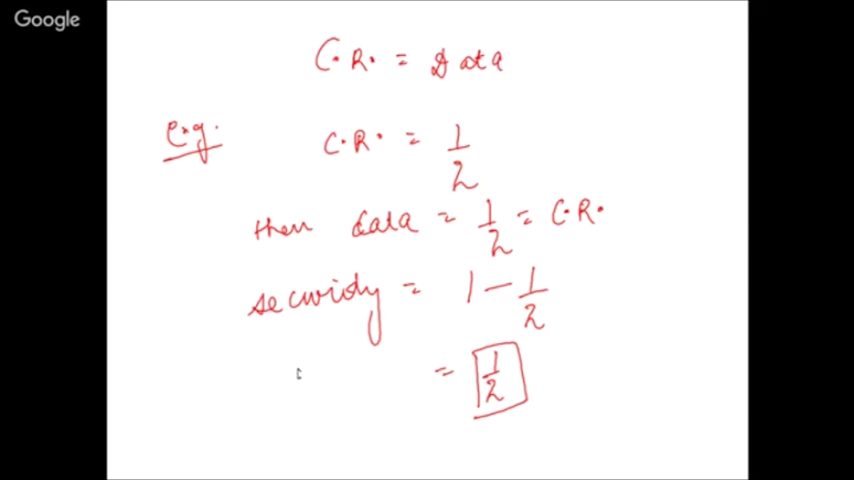 Google
C.R. = Data
e.g. C.R. = 1/2
then data = 1/2 = C.R.
security = 1 - 1/2
= 1/2